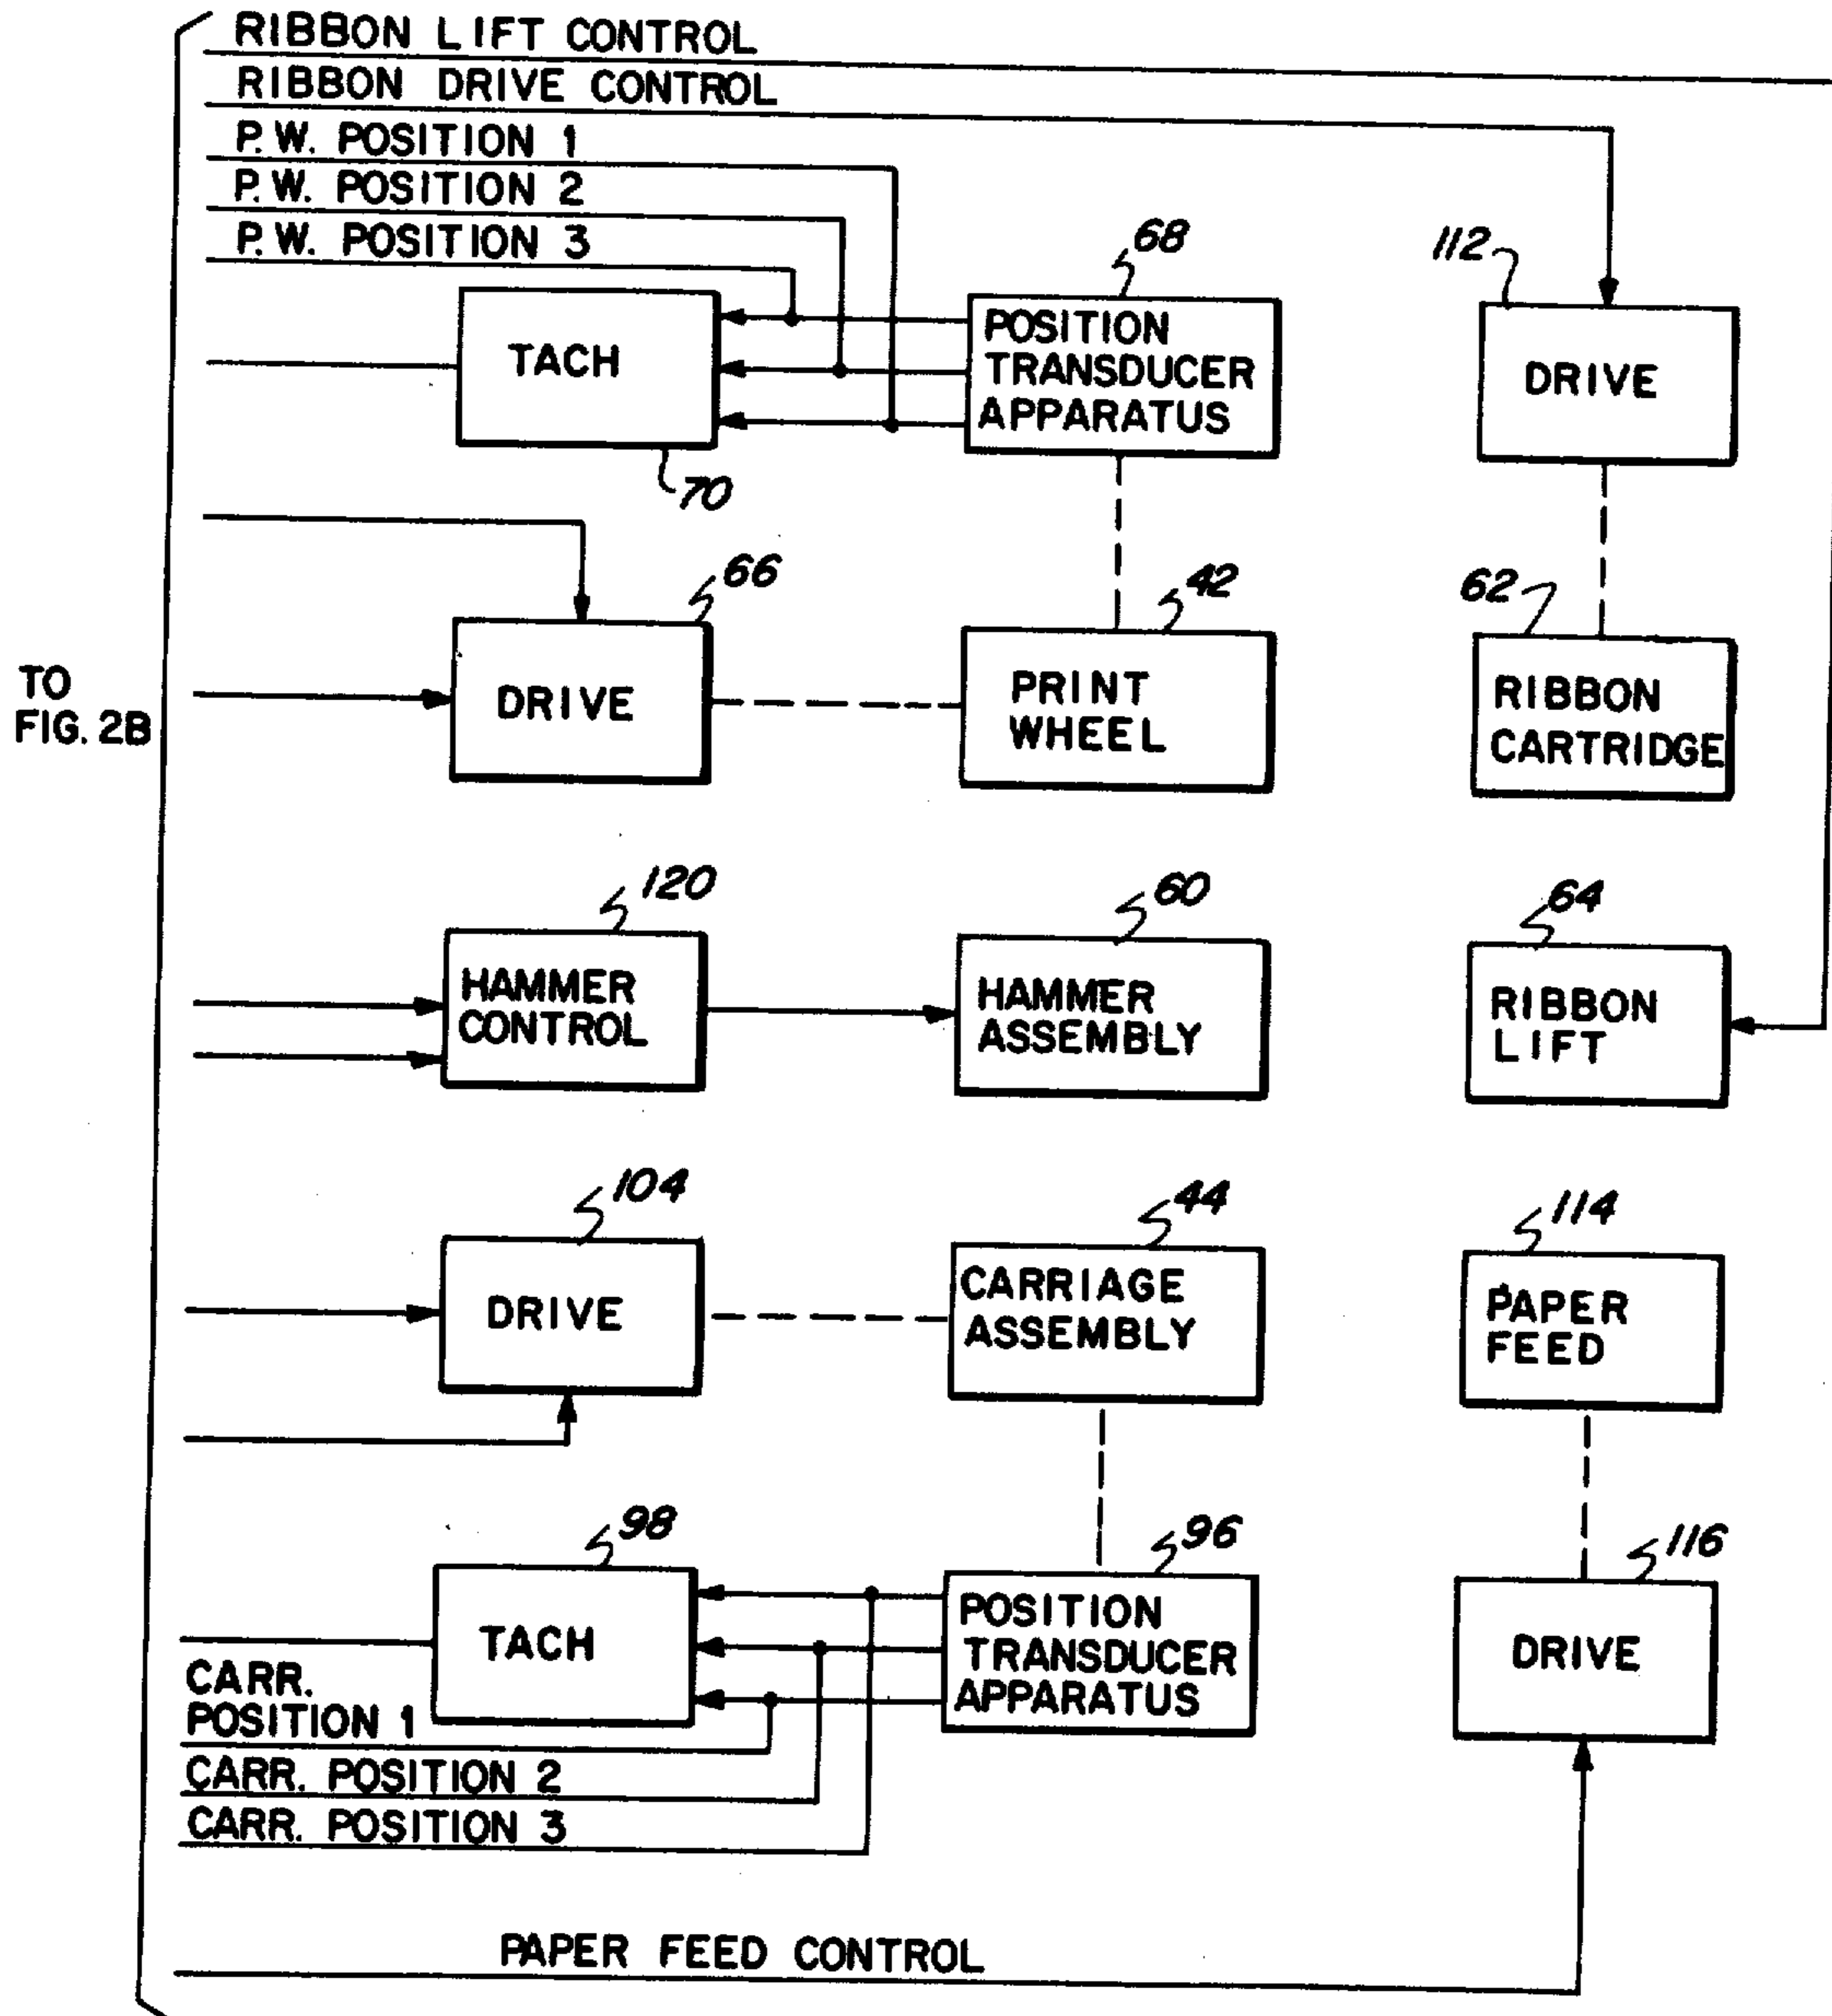 RIBBON LIFT CONTROL
RIBBON DRIVE CONTROL
P.W. POSITION 1
P.W. POSITION 2
P.W. POSITION 3
68
112
TACH
POSITION
TRANSDUCER
APPARATUS
DRIVE
70
66
42
62
TO
FIG. 2B
DRIVE
PRINT
WHEEL
RIBBON
CARTRIDGE
120
60
64
HAMMER
CONTROL
HAMMER
ASSEMBLY
RIBBON
LIFT
104
44
114
DRIVE
CARRIAGE
ASSEMBLY
PAPER
FEED
98
96
116
TACH
POSITION
TRANSDUCER
APPARATUS
DRIVE
CARR.
POSITION 1
CARR. POSITION 2
CARR. POSITION 3
PAPER FEED CONTROL